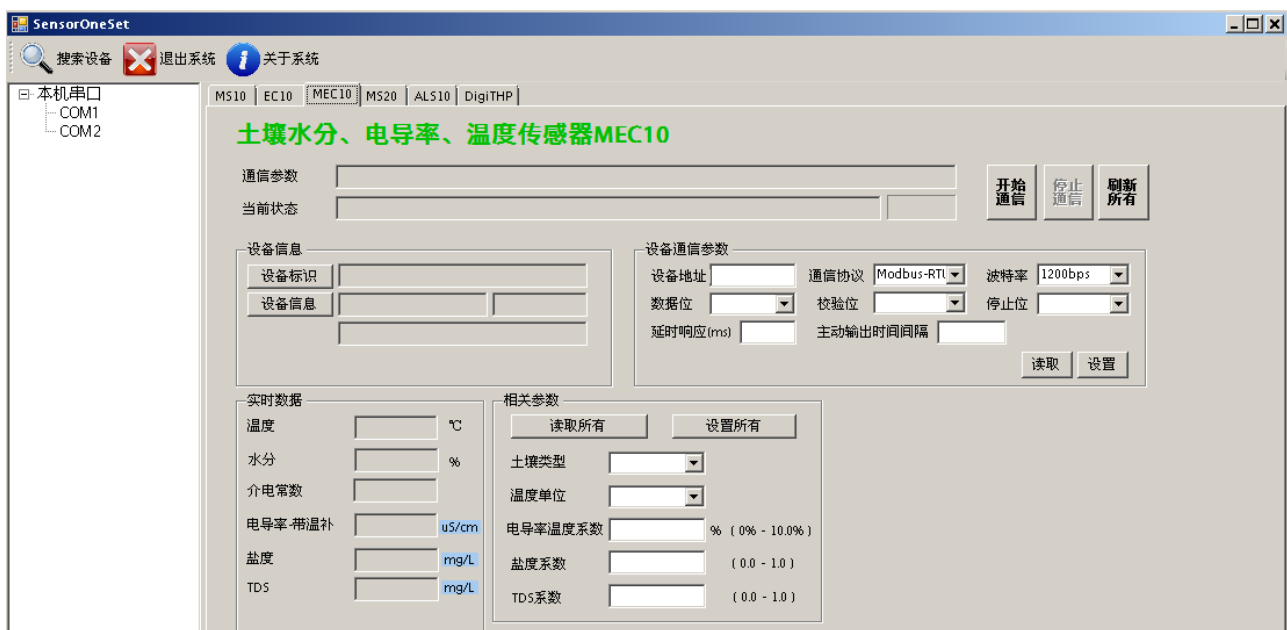 SensorOneSet
搜索设备 退出系统 关于系统
本机串口
COM1
COM2
MS10 EC10 MEC10 MS20 ALS10 DigiTHP
土壤水分、电导率、温度传感器MEC10
通信参数
当前状态
开始通信 停止通信 刷新所有
设备信息
设备标识
设备信息
设备通信参数
设备地址 通信协议 Modbus-RTU 波特率 1200bps
数据位 校验位 停止位
延时响应(ms) 主动输出时间间隔
读取 设置
实时数据
温度 ℃
水分 %
介电常数
电导率-带温补 uS/cm
盐度 mg/L
TDS mg/L
相关参数
读取所有 设置所有
土壤类型
温度单位
电导率温度系数 % ( 0% - 10.0% )
盐度系数 ( 0.0 - 1.0 )
TDS系数 ( 0.0 - 1.0 )